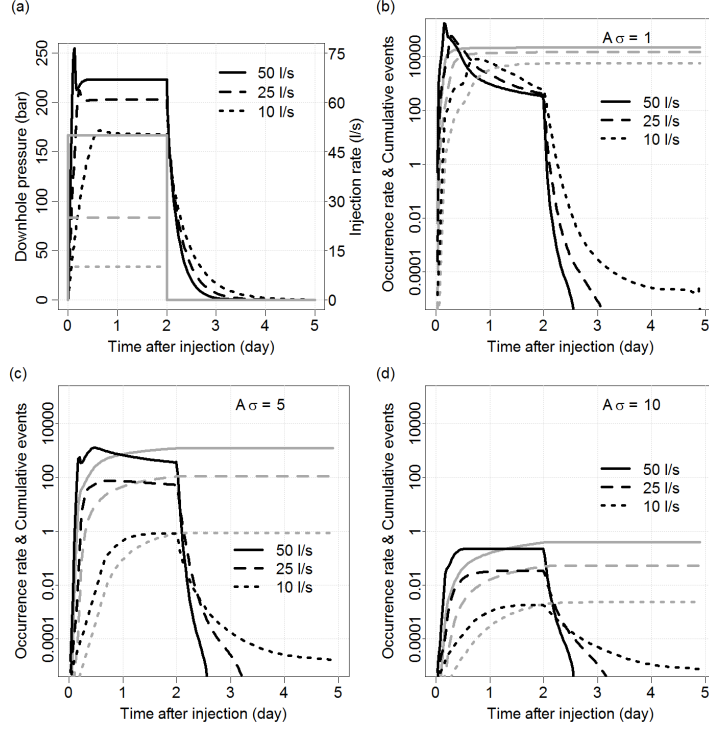 (a)
Downhole pressure (bar)
0 50 100 150 200 250
50 l/s
25 l/s
10 l/s
0 15 30 45 60 75
Injection rate (l/s)
0 1 2 3 4 5
Time after injection (day)
(b)
Occurrence rate & Cumulative events
0.0001 0.01 1 100 10000
A σ = 1
50 l/s
25 l/s
10 l/s
0 1 2 3 4 5
Time after injection (day)
(c)
Occurrence rate & Cumulative events
0.0001 0.01 1 100 10000
A σ = 5
50 l/s
25 l/s
10 l/s
0 1 2 3 4 5
Time after injection (day)
(d)
Occurrence rate & Cumulative events
0.0001 0.01 1 100 10000
A σ = 10
50 l/s
25 l/s
10 l/s
0 1 2 3 4 5
Time after injection (day)